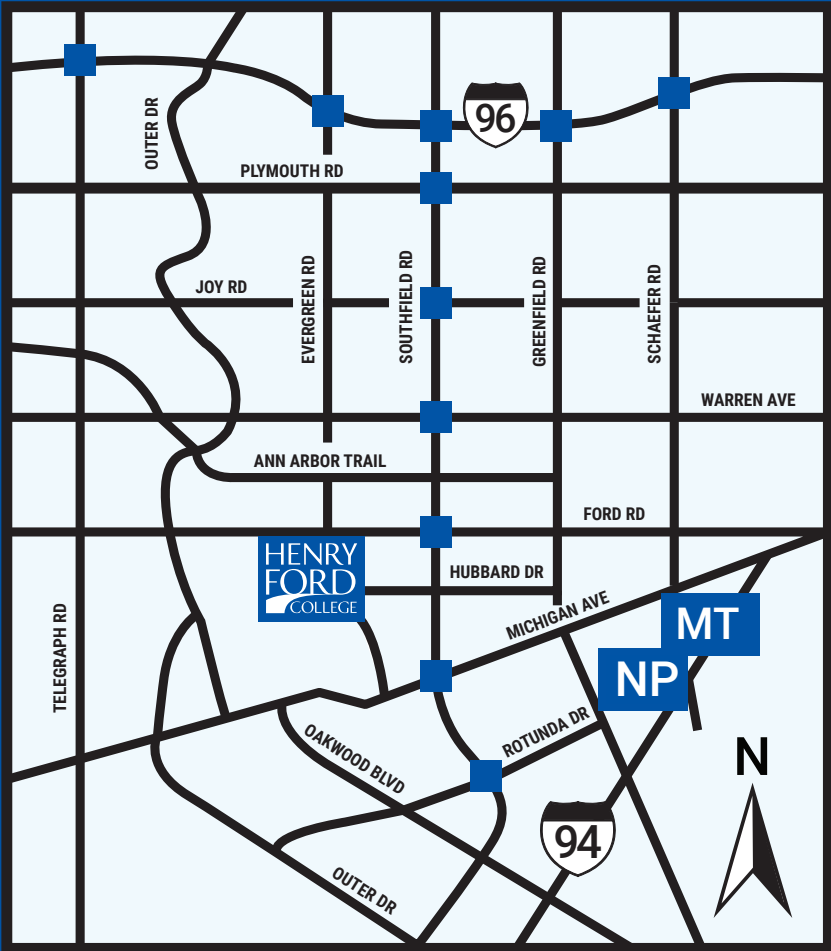 96
OUTER DR
PLYMOUTH RD
JOY RD
EVERGREEN RD
SOUTHFIELD RD
GREENFIELD RD
SCHAEFER RD
WARREN AVE
ANN ARBOR TRAIL
FORD RD
HENRY
FORD
COLLEGE
HUBBARD DR
MICHIGAN AVE
MT
NP
TELEGRAPH RD
OAKWOOD BLVD
ROTUNDA DR
N
94
OUTER DR